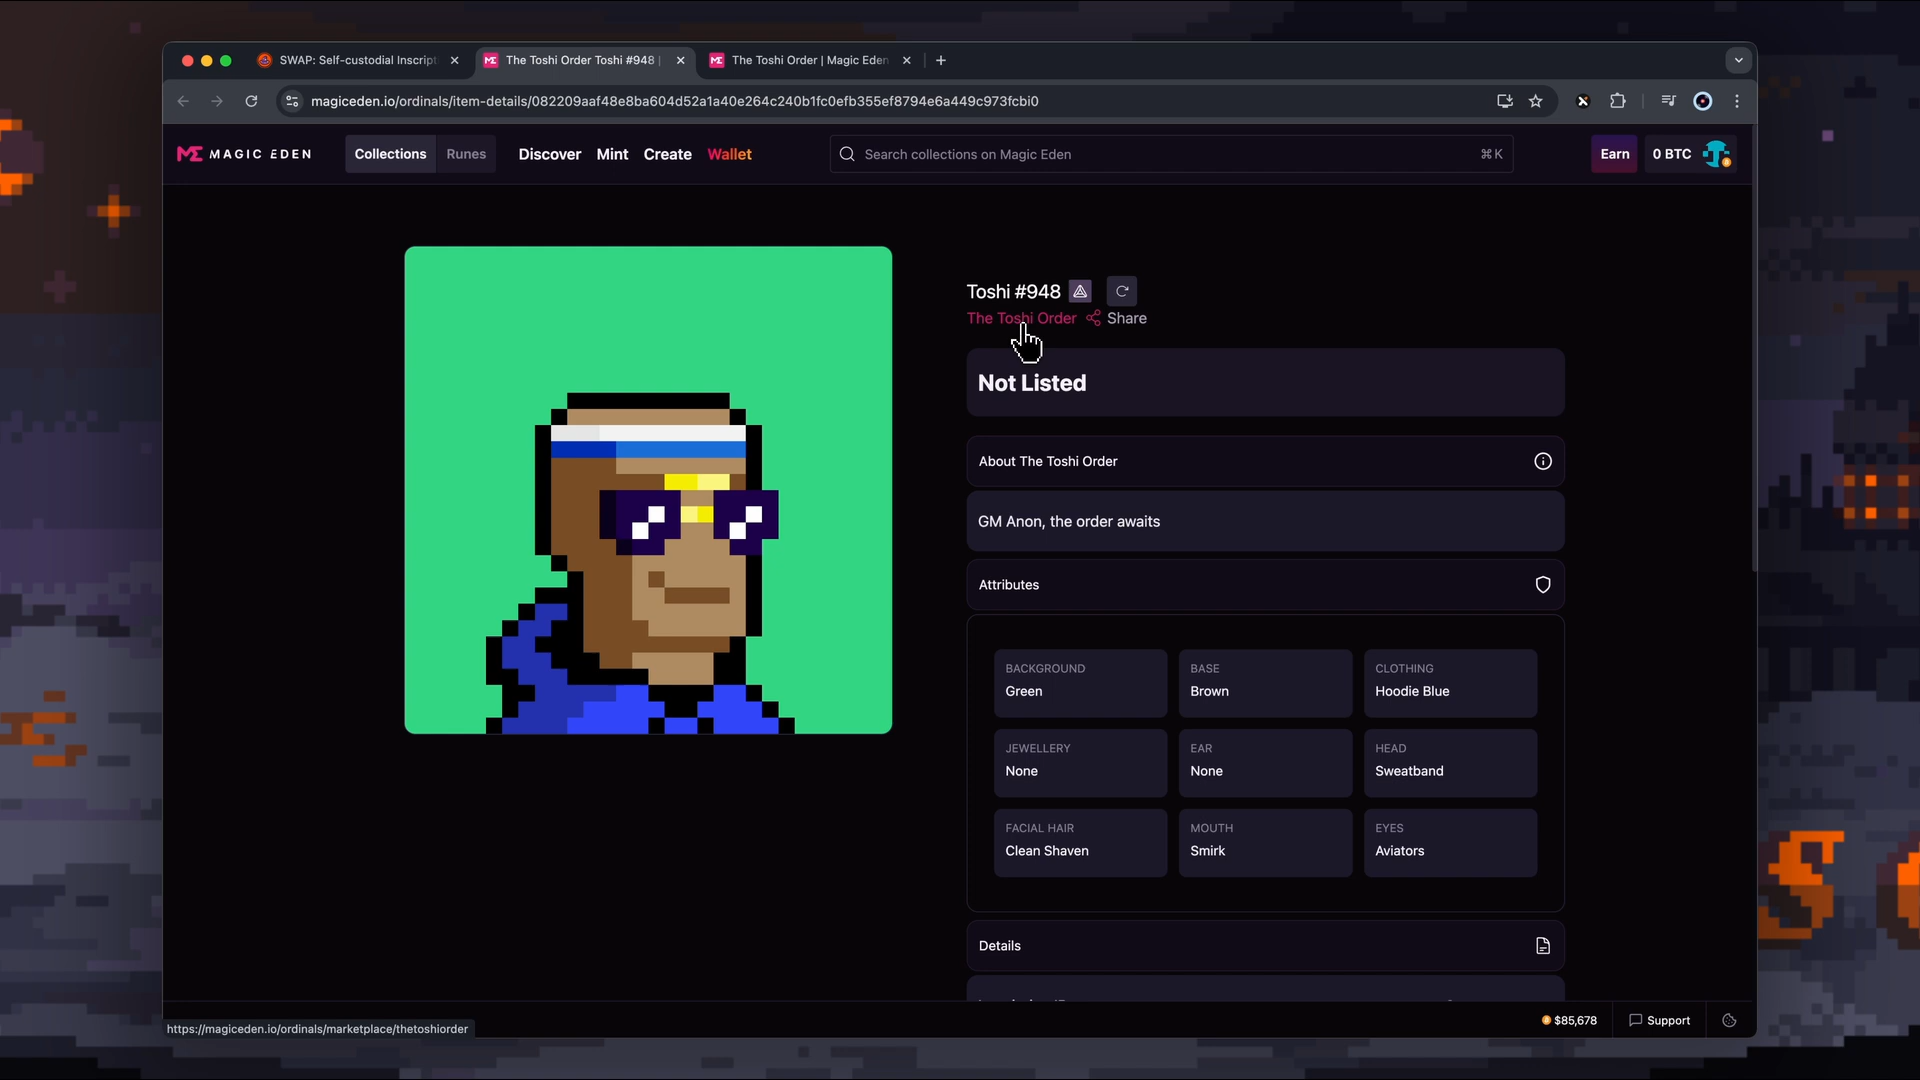 SWAP: Self-custodial Inscript
The Toshi Order Toshi #948 |
The Toshi Order | Magic Eden
magiceden.io/ordinals/item-details/082209aaf48e8ba604d52a1a40e264c240b1fc0efb355ef8794e6a449c973fcbi0
MAGIC EDEN
Collections
Runes
Discover
Mint
Create
Wallet
Search collections on Magic Eden
⌘K
Earn
0 BTC
Toshi #948
The Toshi Order
Share
Not Listed
About The Toshi Order
GM Anon, the order awaits
Attributes
BACKGROUND
Green
BASE
Brown
CLOTHING
Hoodie Blue
JEWELLERY
None
EAR
None
HEAD
Sweatband
FACIAL HAIR
Clean Shaven
MOUTH
Smirk
EYES
Aviators
Details
https://magiceden.io/ordinals/marketplace/thetoshiorder
$85,678
Support